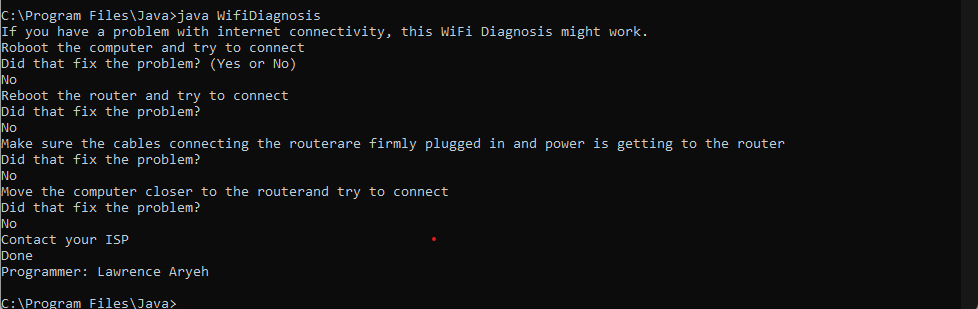 C:\Program Files\Java>java WifiDiagnosis
If you have a problem with internet connectivity, this WiFi Diagnosis might work.
Roboot the computer and try to connect
Did that fix the problem? (Yes or No)
No
Reboot the router and try to connect
Did that fix the problem?
No
Make sure the cables connecting the routerare firmly plugged in and power is getting to the router
Did that fix the problem?
No
Move the computer closer to the routerand try to connect
Did that fix the problem?
No
Contact your ISP
Done
Programmer: Lawrence Aryeh
C:\Program Files\Java>